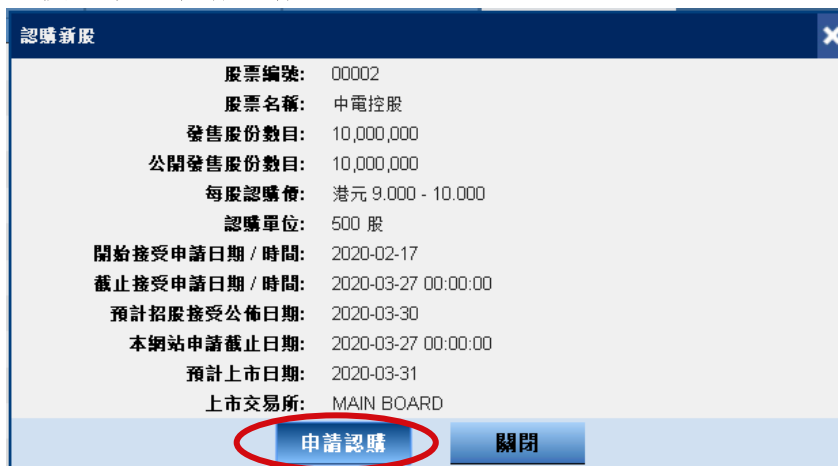 認購新股
股票編號: 00002
股票名稱: 中電控股
發售股份數目: 10,000,000
公開發售股份數目: 10,000,000
每股認購價: 港元 9.000 - 10.000
認購單位: 500 股
開始接受申請日期 / 時間: 2020-02-17
截止接受申請日期 / 時間: 2020-03-27 00:00:00
預計招股接受公佈日期: 2020-03-30
本網站申請截止日期: 2020-03-27 00:00:00
預計上市日期: 2020-03-31
上市交易所: MAIN BOARD
申請認購 關閉